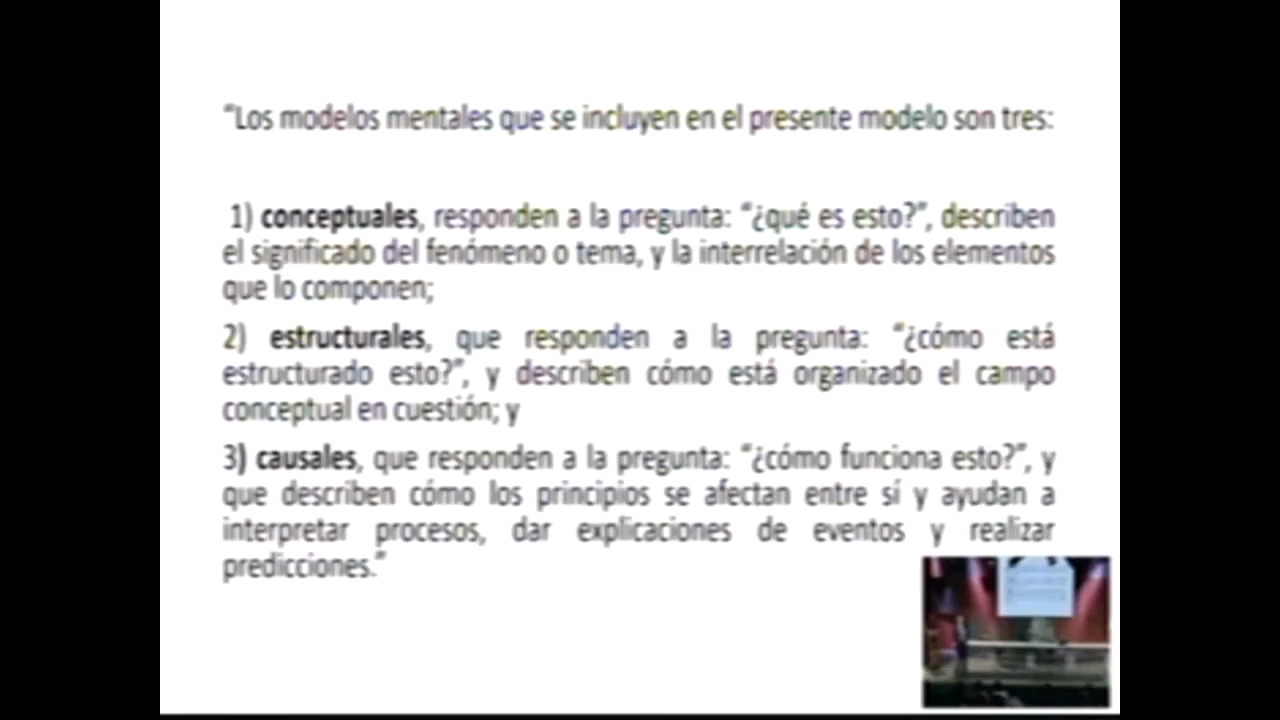 “Los modelos mentales que se incluyen en el presente modelo son tres:
1) conceptuales, responden a la pregunta: “¿qué es esto?”, describen
el significado del fenómeno o tema, y la interrelación de los elementos
que lo componen;
2) estructurales, que responden a la pregunta: “¿cómo está
estructurado esto?”, y describen cómo está organizado el campo
conceptual en cuestión; y
3) causales, que responden a la pregunta: “¿cómo funciona esto?”, y
que describen cómo los principios se afectan entre sí y ayudan a
interpretar procesos, dar explicaciones de eventos y realizar
predicciones.”